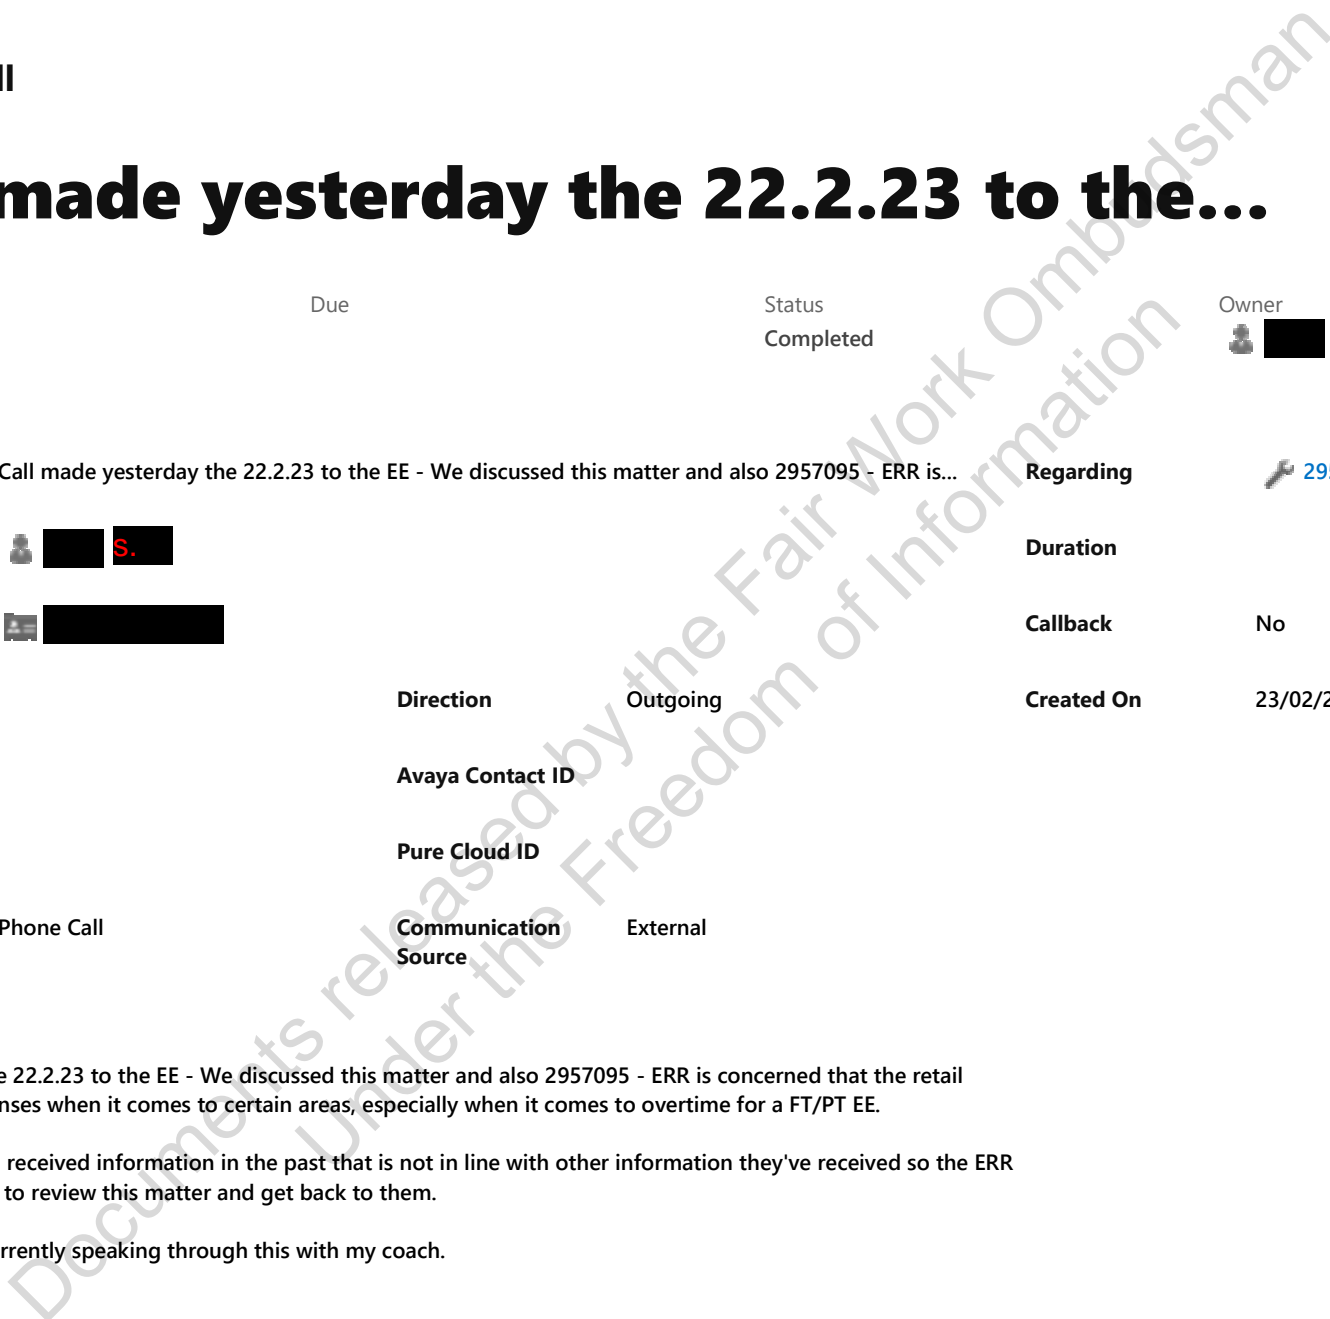 ll
made yesterday the 22.2.23 to the...
Due
Status
Owner
Completed
Call made yesterday the 22.2.23 to the EE - We discussed this matter and also 2957095 - ERR is...
Regarding
29
s.
Duration
Callback
No
Direction
Outgoing
Created On
23/02/2
Avaya Contact ID
Pure Cloud ID
Phone Call
Communication
Source
External
e 22.2.23 to the EE - We discussed this matter and also 2957095 - ERR is concerned that the retail
nses when it comes to certain areas, especially when it comes to overtime for a FT/PT EE.
received information in the past that is not in line with other information they've received so the ERR
to review this matter and get back to them.
rrently speaking through this with my coach.
Documents released by the Fair Work Ombudsman
Under the Freedom of Information